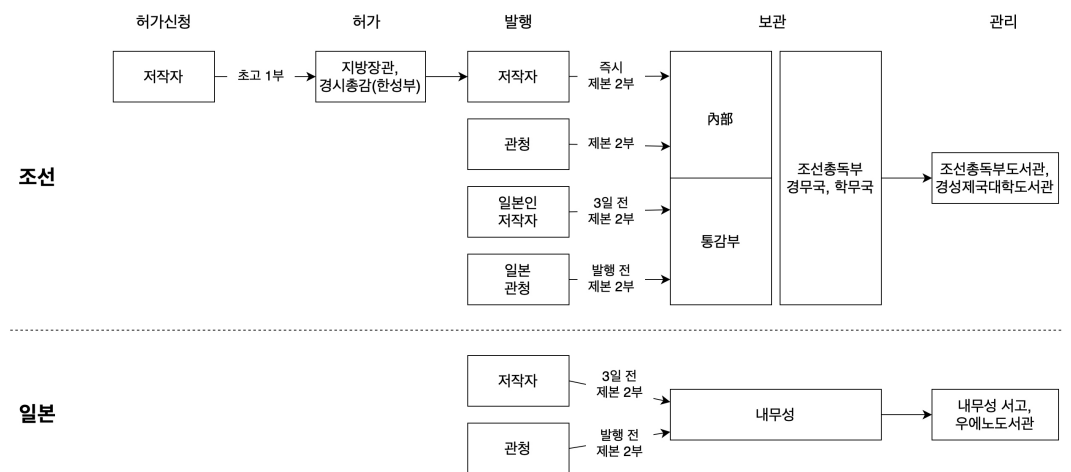 허가신청
허가
발행
보관
관리
조선
저작자
초고 1부
지방장관,
경시총감(한성부)
저작자
즉시
제본 2부
관청
제본 2부
일본인
저작자
3일 전
제본 2부
일본
관청
발행 전
제본 2부
內部
통감부
조선총독부
경무국, 학무국
조선총독부도서관,
경성제국대학도서관
일본
저작자
3일 전
제본 2부
관청
발행 전
제본 2부
내무성
내무성 서고,
우에노도서관